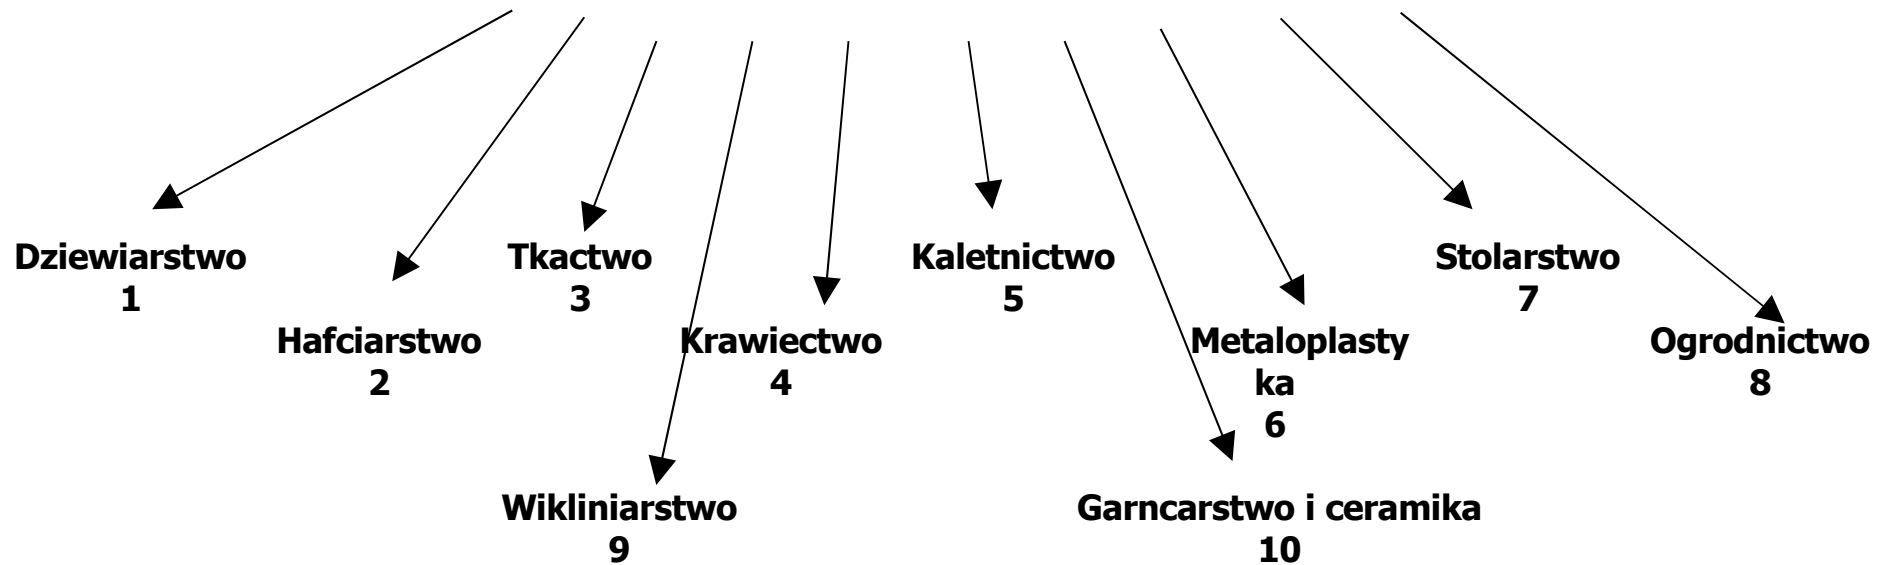 Dziewiarstwo
1
Hafciarstwo
2
Tkactwo
3
Krawiectwo
4
Kaletnictwo
5
Metaloplasty
ka
6
Stolarstwo
7
Ogrodnictwo
8
Wikliniarstwo
9
Garncarstwo i ceramika
10